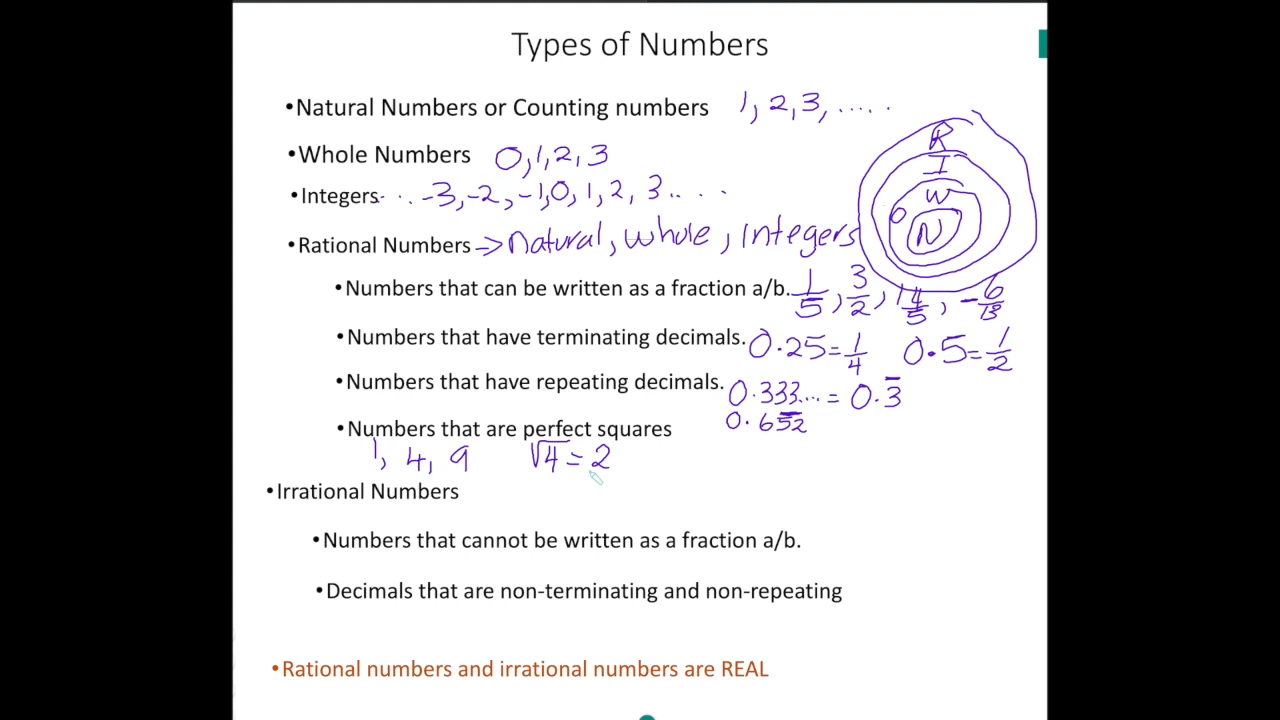 Types of Numbers
•Natural Numbers or Counting numbers 1, 2, 3, .....
•Whole Numbers 0, 1, 2, 3
•Integers ... -3, -2, -1, 0, 1, 2, 3 ....
•Rational Numbers → natural, whole, integers
R
I
W
0
N
•Numbers that can be written as a fraction a/b. 1/5, 3/2, 14/5, -6/13
•Numbers that have terminating decimals. 0.25 = 1/4 0.5 = 1/2
•Numbers that have repeating decimals. 0.333... = 0.3̅
0.65̅2̅
•Numbers that are perfect squares
1, 4, 9 √4 = 2
•Irrational Numbers
•Numbers that cannot be written as a fraction a/b.
•Decimals that are non-terminating and non-repeating
•Rational numbers and irrational numbers are REAL